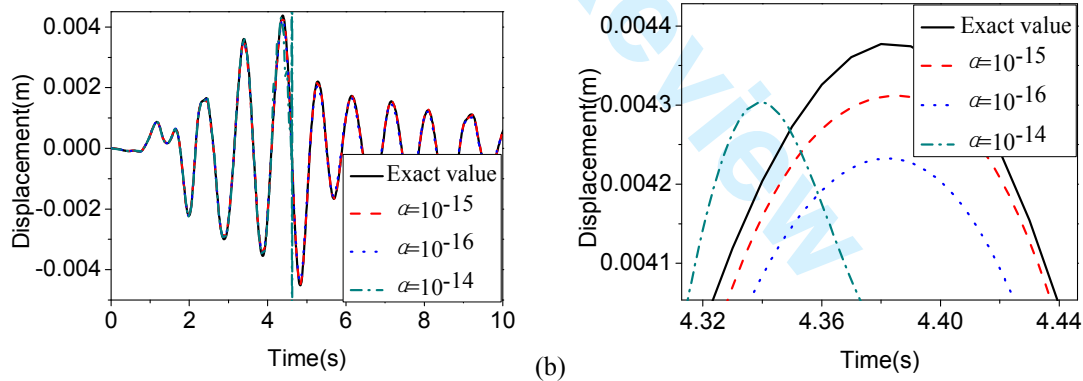 0.004
0.002
0.000
-0.002
-0.004
Displacement(m)
0 2 4 6 8 10
Time(s)
Exact value
α=10-15
α=10-16
α=10-14
(b)
0.0044
0.0043
0.0042
0.0041
Displacement(m)
4.32 4.36 4.40 4.44
Time(s)
Exact value
α=10-15
α=10-16
α=10-14
eview